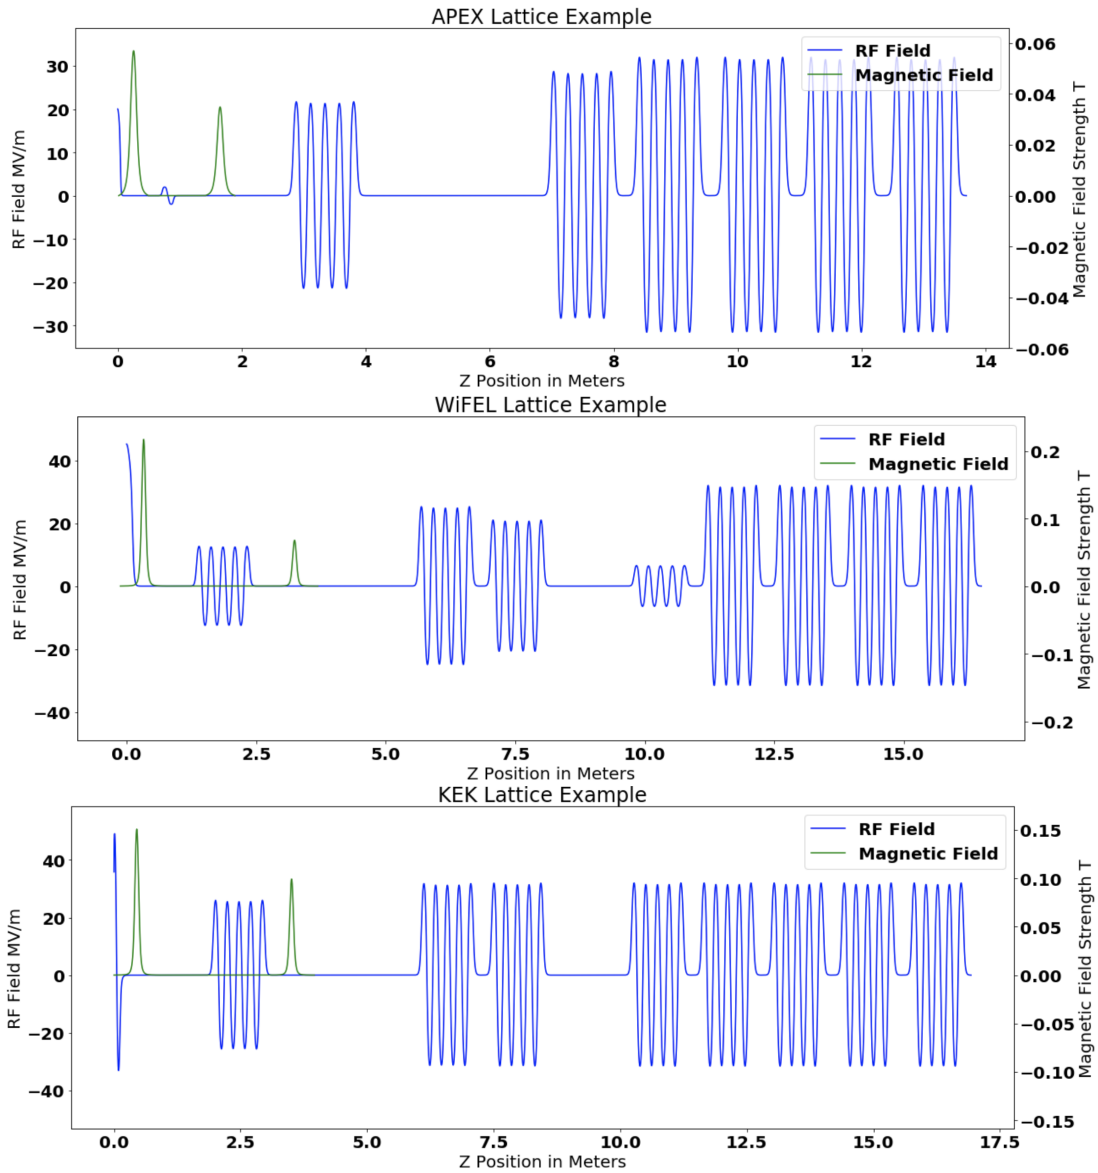 APEX Lattice Example
RF Field
Magnetic Field
30
20
10
0
−10
−20
−30
RF Field MV/m
0.06
0.04
0.02
0.00
−0.02
−0.04
−0.06
Magnetic Field Strength T
0 2 4 6 8 10 12 14
Z Position in Meters
WiFEL Lattice Example
RF Field
Magnetic Field
40
20
0
−20
−40
RF Field MV/m
0.2
0.1
0.0
−0.1
−0.2
Magnetic Field Strength T
0.0 2.5 5.0 7.5 10.0 12.5 15.0
Z Position in Meters
KEK Lattice Example
RF Field
Magnetic Field
40
20
0
−20
−40
RF Field MV/m
0.15
0.10
0.05
0.00
−0.05
−0.10
−0.15
Magnetic Field Strength T
0.0 2.5 5.0 7.5 10.0 12.5 15.0 17.5
Z Position in Meters